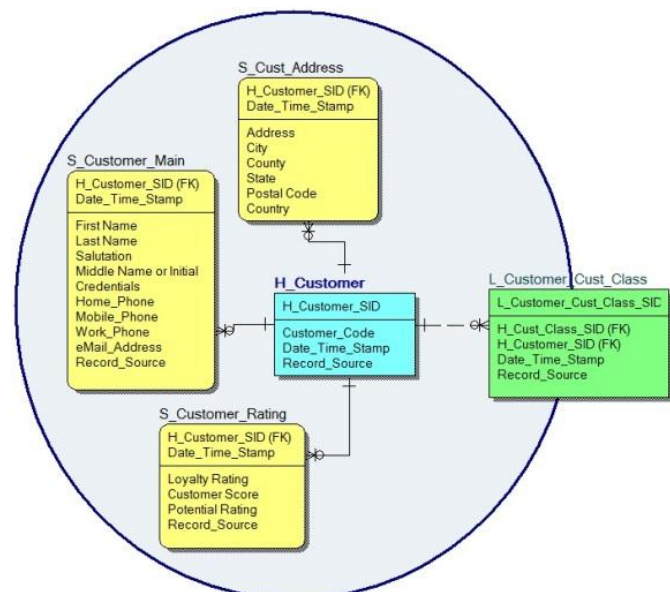 S_Cust_Address
H_Customer_SID (FK)
Date_Time_Stamp
Address
City
County
State
Postal Code
Country
S_Customer_Main
H_Customer_SID (FK)
Date_Time_Stamp
First Name
Last Name
Salutation
Middle Name or Initial
Credentials
Home_Phone
Mobile_Phone
Work_Phone
eMail_Address
Record_Source
H_Customer
H_Customer_SID
Customer_Code
Date_Time_Stamp
Record_Source
L_Customer_Cust_Class
L_Customer_Cust_Class_SID
H_Cust_Class_SID (FK)
H_Customer_SID (FK)
Date_Time_Stamp
Record_Source
S_Customer_Rating
H_Customer_SID (FK)
Date_Time_Stamp
Loyalty Rating
Customer Score
Potential Rating
Record_Source